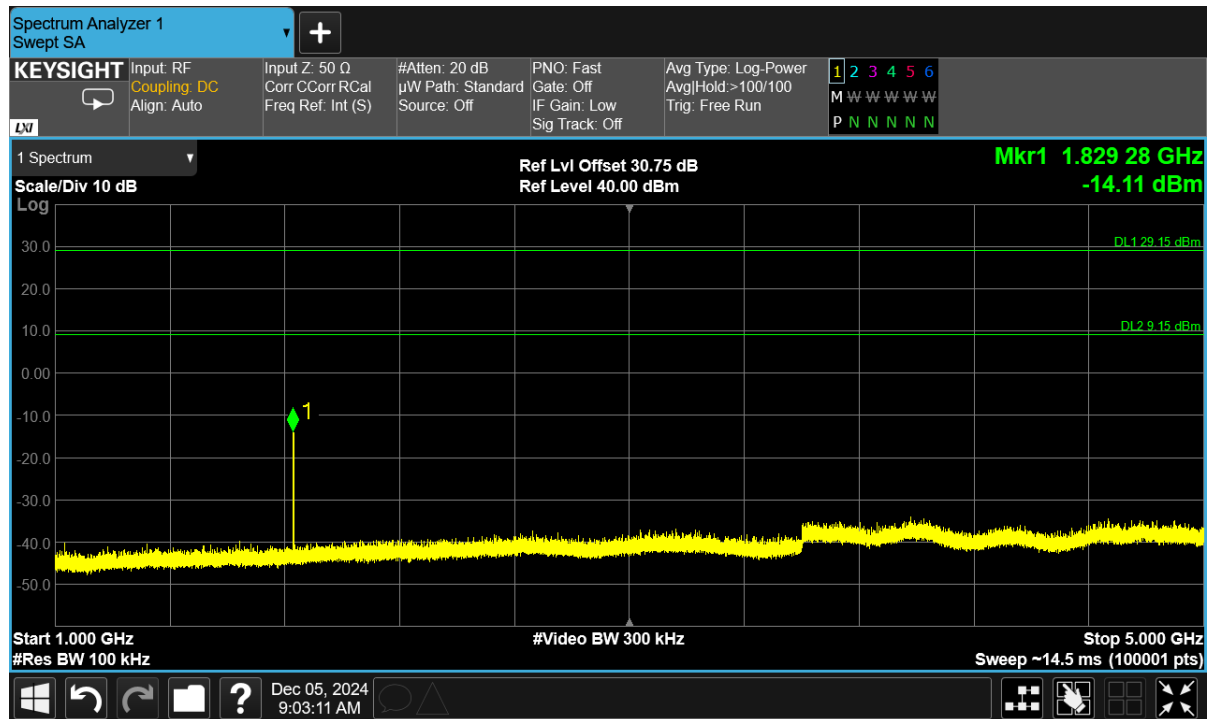 Spectrum Analyzer 1
Swept SA
▼
+
KEYSIGHT
LXI
Input: RF
Coupling: DC
Align: Auto
Input Z: 50 Ω
Corr CCorr RCal
Freq Ref: Int (S)
#Atten: 20 dB
µW Path: Standard
Source: Off
PNO: Fast
Gate: Off
IF Gain: Low
Sig Track: Off
Avg Type: Log-Power
Avg|Hold:>100/100
Trig: Free Run
1 2 3 4 5 6
M W W W W W
P N N N N N
1 Spectrum ▼
Scale/Div 10 dB
Log
Ref Lvl Offset 30.75 dB
Ref Level 40.00 dBm
Mkr1 1.829 28 GHz
-14.11 dBm
30.0
DL1 29.15 dBm
20.0
10.0
DL2 9.15 dBm
0.00
-10.0
1
-20.0
-30.0
-40.0
-50.0
Start 1.000 GHz
#Res BW 100 kHz
#Video BW 300 kHz
Stop 5.000 GHz
Sweep ~14.5 ms (100001 pts)
?
Dec 05, 2024
9:03:11 AM